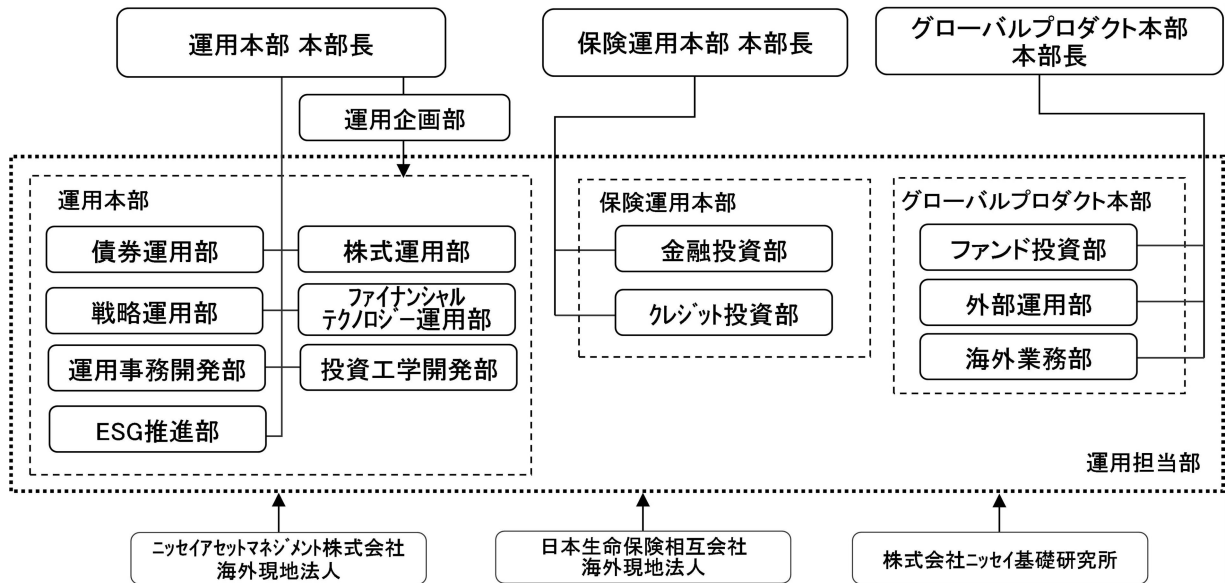 運用本部 本部長
保険運用本部 本部長
グローバルプロダクト本部
本部長
運用企画部
運用本部
債券運用部
株式運用部
戦略運用部
ファイナンシャル
テクノロジー運用部
運用事務開発部
投資工学開発部
ESG推進部
保険運用本部
金融投資部
クレジット投資部
グローバルプロダクト本部
ファンド投資部
外部運用部
海外業務部
運用担当部
ニッセイアセットマネジメント株式会社
海外現地法人
日本生命保険相互会社
海外現地法人
株式会社ニッセイ基礎研究所